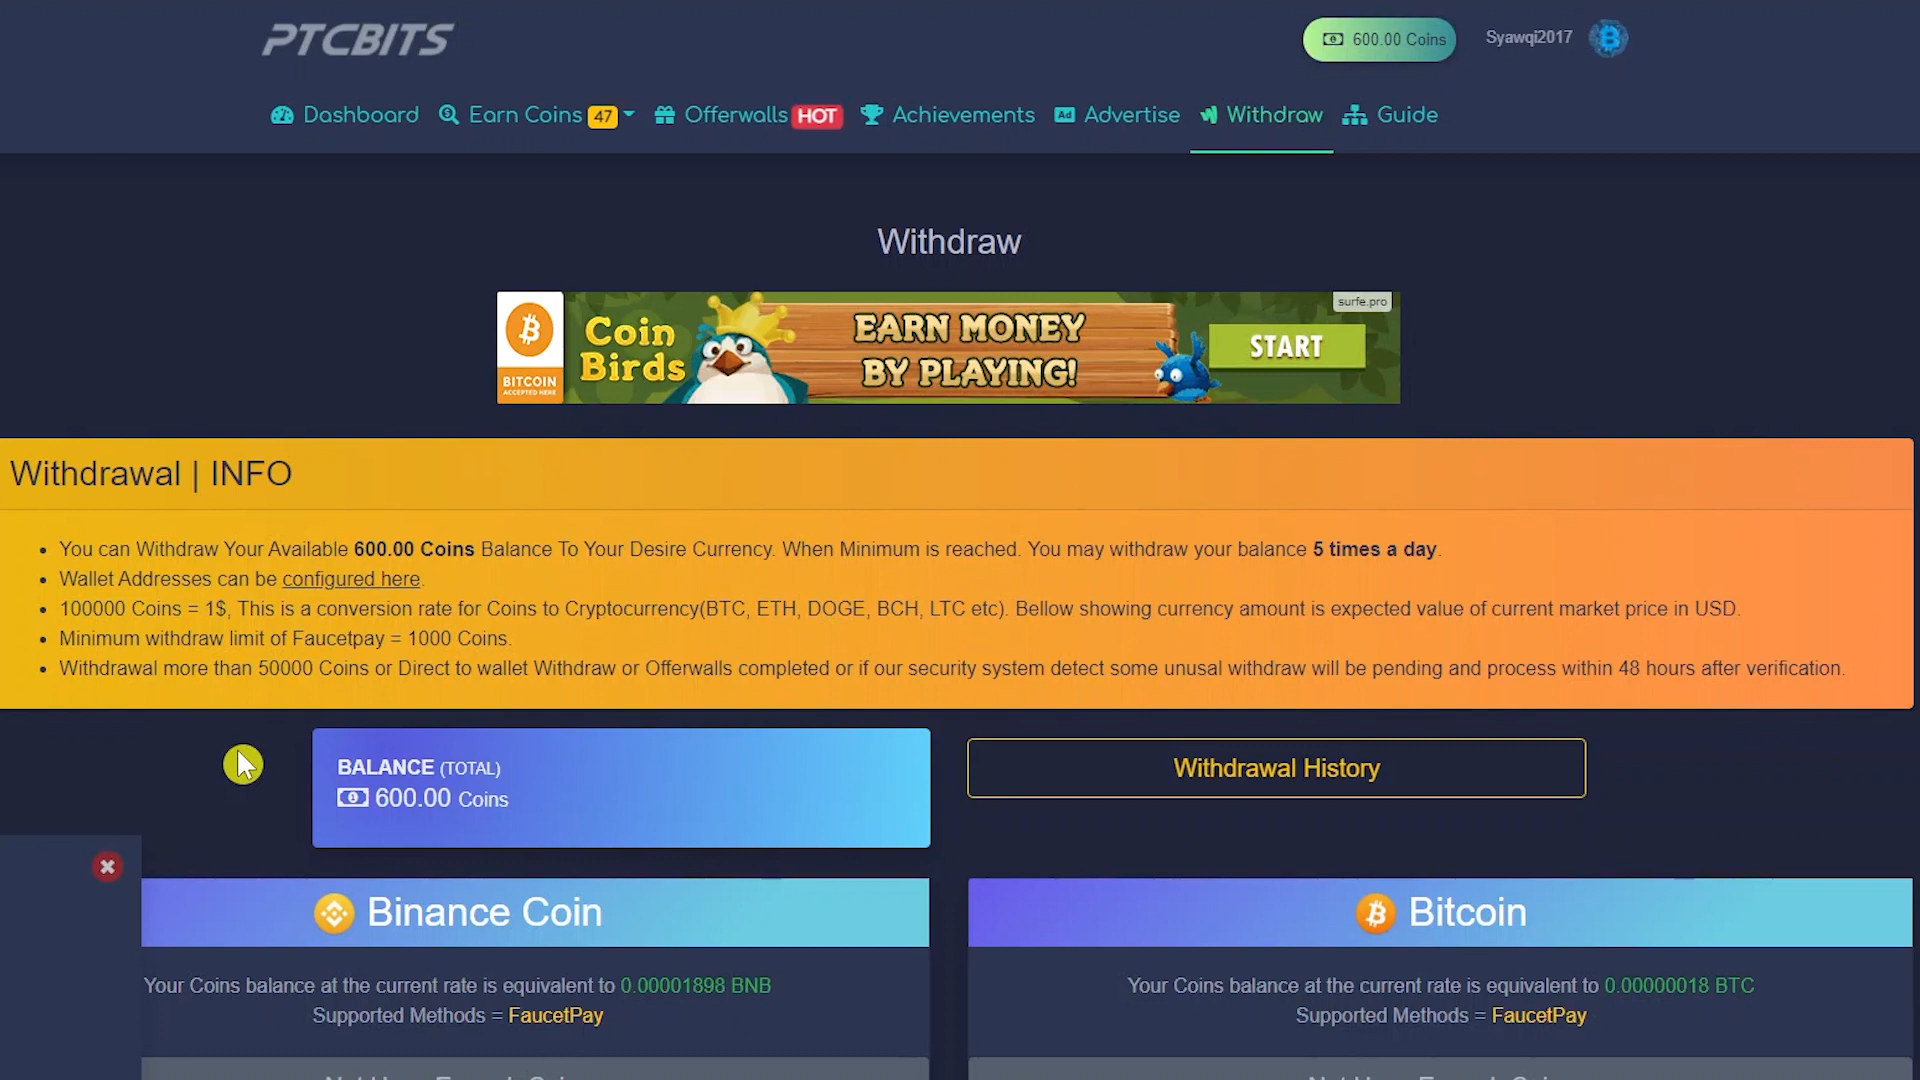 PTCBITS
600.00 Coins
Syawqi2017
Dashboard
Earn Coins 47
Offerwalls HOT
Achievements
Advertise
Withdraw
Guide
Withdraw
BITCOIN
ACCEPTED HERE
Coin
Birds
EARN MONEY
BY PLAYING!
START
surfe.pro
Withdrawal | INFO
You can Withdraw Your Available 600.00 Coins Balance To Your Desire Currency. When Minimum is reached. You may withdraw your balance 5 times a day.
Wallet Addresses can be configured here.
100000 Coins = 1$, This is a conversion rate for Coins to Cryptocurrency(BTC, ETH, DOGE, BCH, LTC etc). Bellow showing currency amount is expected value of current market price in USD.
Minimum withdraw limit of Faucetpay = 1000 Coins.
Withdrawal more than 50000 Coins or Direct to wallet Withdraw or Offerwalls completed or if our security system detect some unusal withdraw will be pending and process within 48 hours after verification.
BALANCE (TOTAL)
600.00 Coins
Withdrawal History
Binance Coin
Your Coins balance at the current rate is equivalent to 0.00001898 BNB
Supported Methods = FaucetPay
Bitcoin
Your Coins balance at the current rate is equivalent to 0.00000018 BTC
Supported Methods = FaucetPay